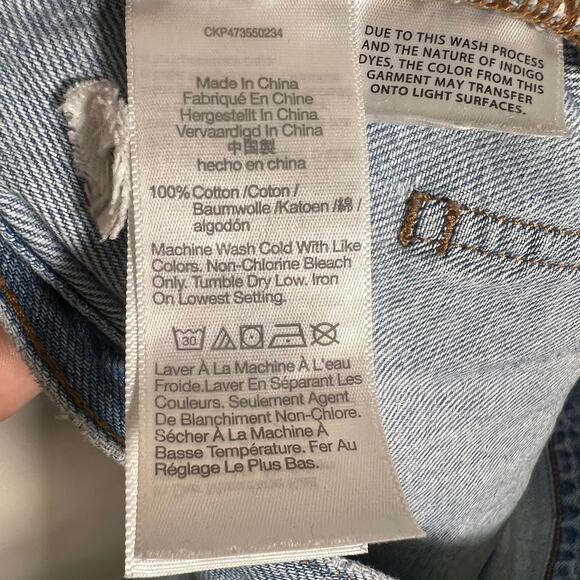 CKP473550234
Made In China
Fabriqué En Chine
Hergestellt In China
Vervaardigd In China
中国製
hecho en china
100% Cotton /Coton /
Baumwolle /Katoen /綿 /
algodón
Machine Wash Cold With Like
Colors. Non-Chlorine Bleach
Only. Tumble Dry Low. Iron
On Lowest Setting.
30
Laver À La Machine À L'eau
Froide.Laver En Séparant Les
Couleurs. Seulement Agent
De Blanchiment Non-Chlore.
Sécher À La Machine À
Basse Température. Fer Au
Réglage Le Plus Bas.
DUE TO THIS WASH PROCESS
AND THE NATURE OF INDIGO
DYES, THE COLOR FROM THIS
GARMENT MAY TRANSFER
ONTO LIGHT SURFACES.